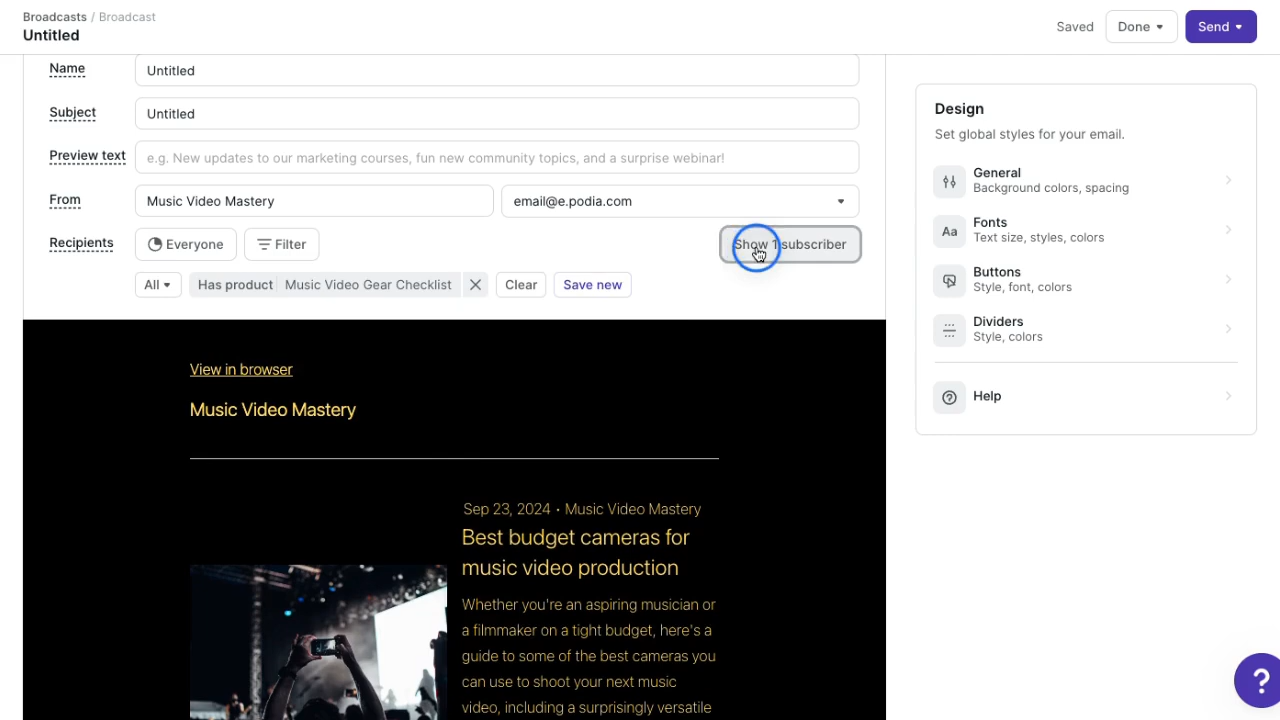 Broadcasts / Broadcast
Untitled
Saved
Done
Send
Name
Untitled
Subject
Untitled
Preview text
e.g. New updates to our marketing courses, fun new community topics, and a surprise webinar!
From
Music Video Mastery
email@e.podia.com
Recipients
Everyone
Filter
Show 1 subscriber
All
Has product
Music Video Gear Checklist
Clear
Save new
View in browser
Music Video Mastery
Sep 23, 2024 • Music Video Mastery
Best budget cameras for
music video production
Whether you're an aspiring musician or
a filmmaker on a tight budget, here's a
guide to some of the best cameras you
can use to shoot your next music
video, including a surprisingly versatile
Design
Set global styles for your email.
General
Background colors, spacing
Aa
Fonts
Text size, styles, colors
Buttons
Style, font, colors
Dividers
Style, colors
?
Help
?